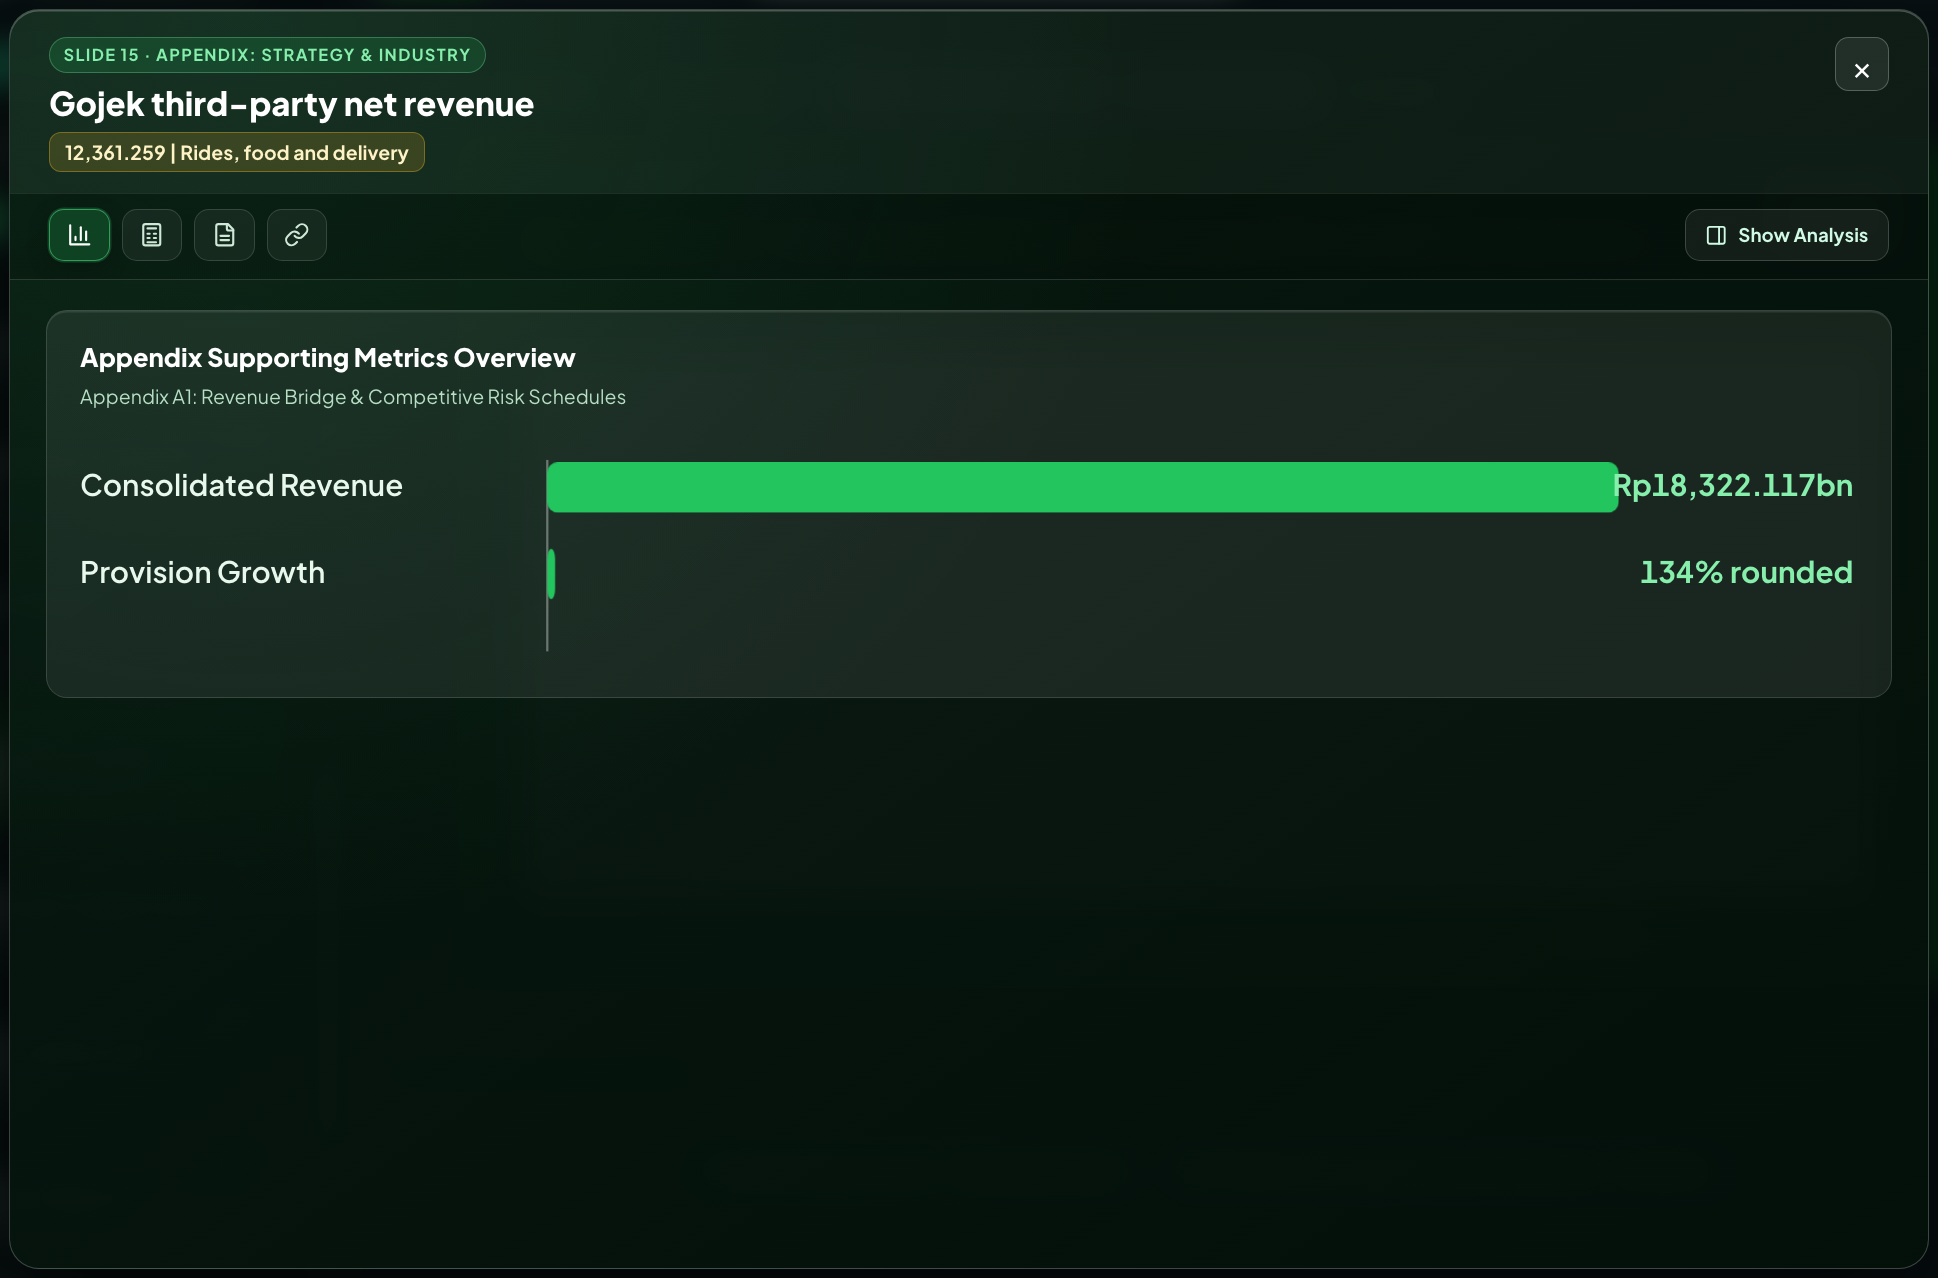 SLIDE 15 · APPENDIX: STRATEGY & INDUSTRY
Gojek third-party net revenue
12,361.259 | Rides, food and delivery
Show Analysis
Appendix Supporting Metrics Overview
Appendix A1: Revenue Bridge & Competitive Risk Schedules
Consolidated Revenue Rp18,322.117bn
Provision Growth 134% rounded